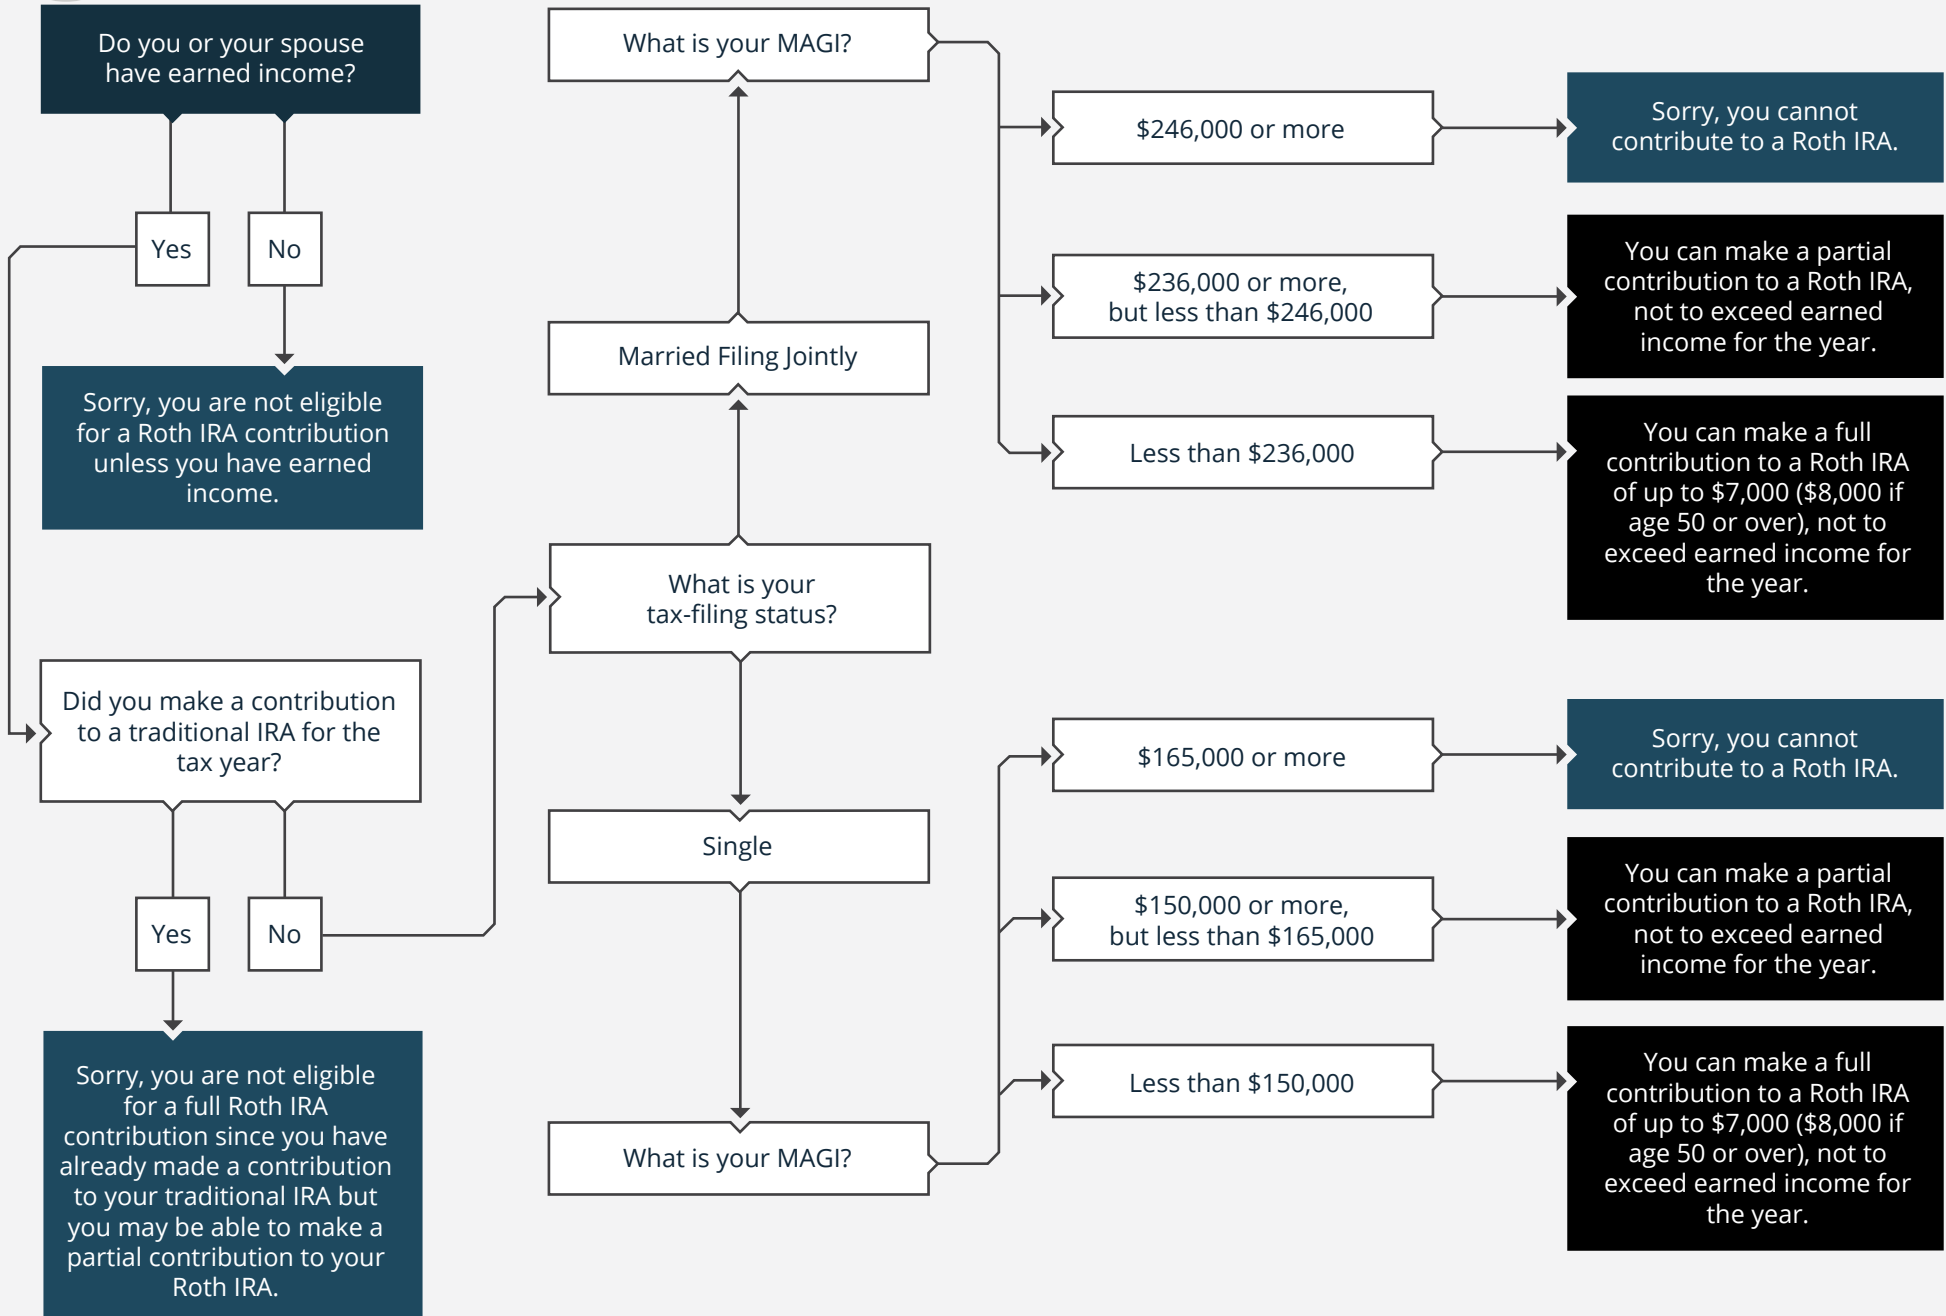 Do you or your spouse
have earned income?
Yes
No
Sorry, you are not eligible
for a Roth IRA contribution
unless you have earned
income.
Did you make a contribution
to a traditional IRA for the
tax year?
Yes
No
Sorry, you are not eligible
for a full Roth IRA
contribution since you have
already made a contribution
to your traditional IRA but
you may be able to make a
partial contribution to your
Roth IRA.
What is your MAGI?
Married Filing Jointly
What is your
tax-filing status?
Single
What is your MAGI?
$246,000 or more
$236,000 or more,
but less than $246,000
Less than $236,000
$165,000 or more
$150,000 or more,
but less than $165,000
Less than $150,000
Sorry, you cannot
contribute to a Roth IRA.
You can make a partial
contribution to a Roth IRA,
not to exceed earned
income for the year.
You can make a full
contribution to a Roth IRA
of up to $7,000 ($8,000 if
age 50 or over), not to
exceed earned income for
the year.
Sorry, you cannot
contribute to a Roth IRA.
You can make a partial
contribution to a Roth IRA,
not to exceed earned
income for the year.
You can make a full
contribution to a Roth IRA
of up to $7,000 ($8,000 if
age 50 or over), not to
exceed earned income for
the year.